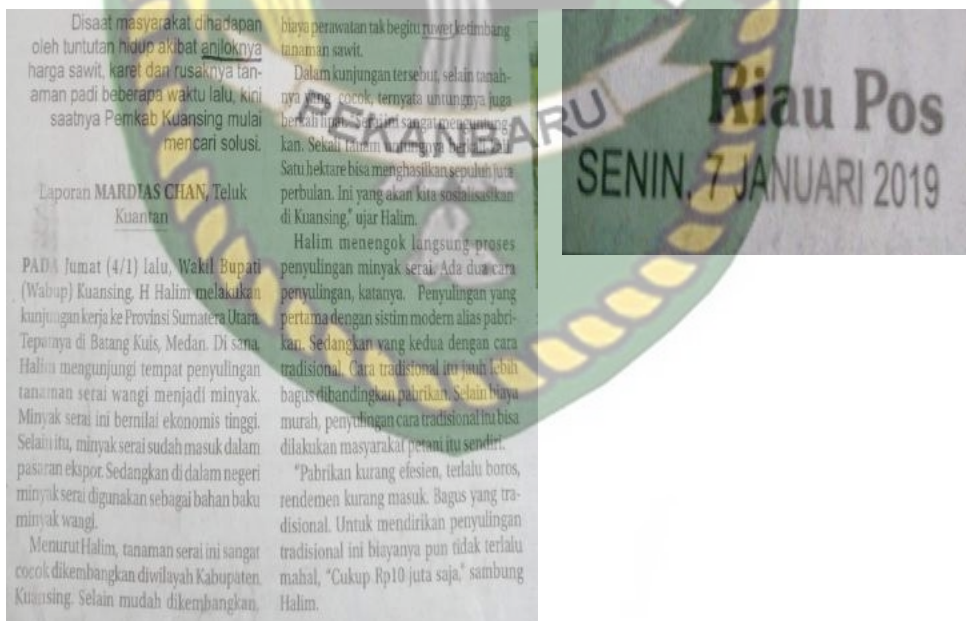 Disaat masyarakat dihadapan
oleh tuntutan hidup akibat anjloknya
harga sawit, karet dan rusaknya tan-
aman padi beberapa waktu lalu, kini
saatnya Pemkab Kuansing mulai
mencari solusi.
Laporan MARDIAS CHAN, Teluk
Kuantan
PADA Jumat (4/1) lalu, Wakil Bupati
(Wabup) Kuansing, H Halim melakukan
kunjungan kerja ke Provinsi Sumatera Utara.
Tepatnya di Batang Kuis, Medan. Di sana,
Halim mengunjungi tempat penyulingan
tanaman serai wangi menjadi minyak.
Minyak serai ini bernilai ekonomis tinggi.
Selain itu, minyak serai sudah masuk dalam
pasaran ekspor. Sedangkan di dalam negeri
minyak serai digunakan sebagai bahan baku
minyak wangi.
Menurut Halim, tanaman serai ini sangat
cocok dikembangkan diwilayah Kabupaten
Kuansing. Selain mudah dikembangkan,
biaya perawatan tak begitu ruwet ketimbang
tanaman sawit.
Dalam kunjungan tersebut, selain tanah-
nya yang cocok, ternyata untungnya juga
berkali lipat. "Serai ini sangat menguntung-
kan. Sekali tanam untungnya
Satu hektare bisa menghasilkan sepuluh juta
perbulan. Ini yang akan kita sosialisasikan
di Kuansing," ujar Halim.
Halim menengok langsung proses
penyulingan minyak serai. Ada dua cara
penyulingan, katanya. Penyulingan yang
pertama dengan sistim modern alias pabri-
kan. Sedangkan yang kedua dengan cara
tradisional. Cara tradisional itu jauh lebih
bagus dibandingkan pabrikan. Selain biaya
murah, penyulingan cara tradisional ini bisa
dilakukan masyarakat petani itu sendiri.
"Pabrikan kurang efesien, terlalu boros,
rendemen kurang masuk. Bagus yang tra-
disional. Untuk mendirikan penyulingan
tradisional ini biayanya pun tidak terlalu
mahal, "Cukup Rp10 juta saja," sambung
Halim.
PEKANBARU
Riau Pos
SENIN, 7 JANUARI 2019